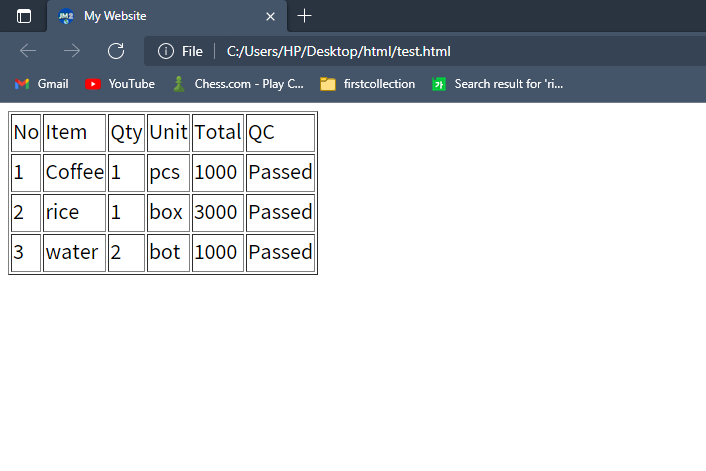 JM2 My Website
File C:/Users/HP/Desktop/html/test.html
Gmail YouTube Chess.com - Play C... firstcollection 가 Search result for 'ri...
No Item Qty Unit Total QC
1 Coffee 1 pcs 1000 Passed
2 rice 1 box 3000 Passed
3 water 2 bot 1000 Passed